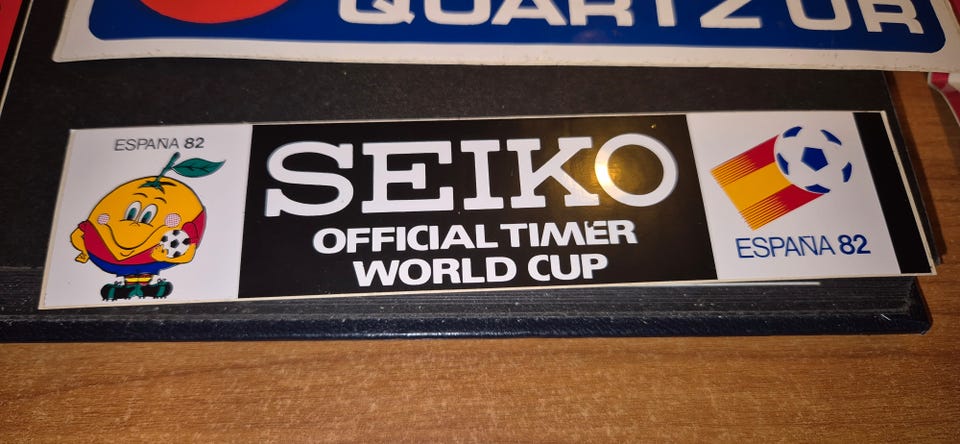 QUARTZ UR
ESPAÑA 82
SEIKO
OFFICIAL TIMER
WORLD CUP
ESPAÑA 82